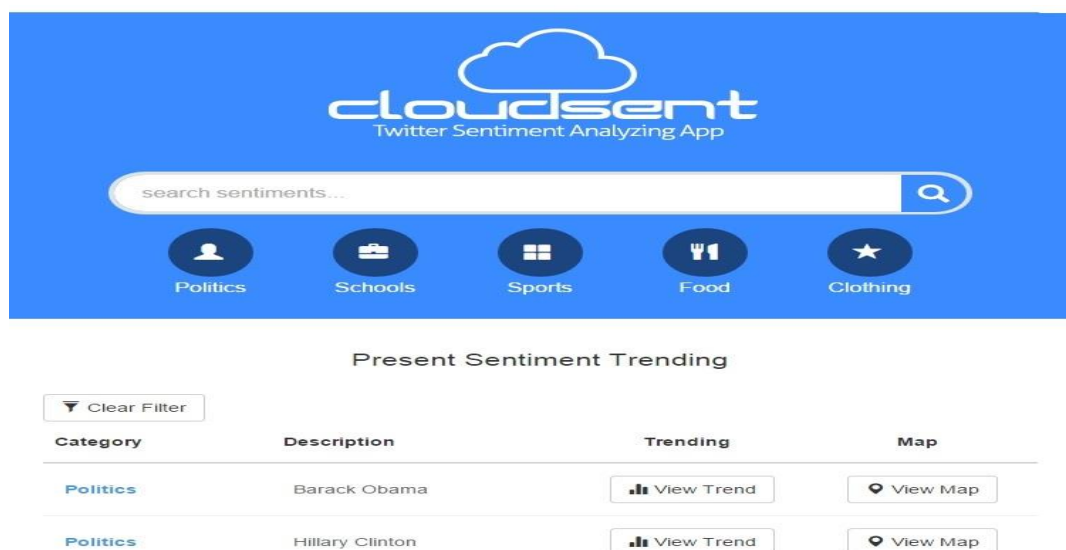 cloudsent
Twitter Sentiment Analyzing App
search sentiments...
Politics Schools Sports Food Clothing
Present Sentiment Trending
Clear Filter
Category Description Trending Map
Politics Barack Obama View Trend View Map
Politics Hillary Clinton View Trend View Map